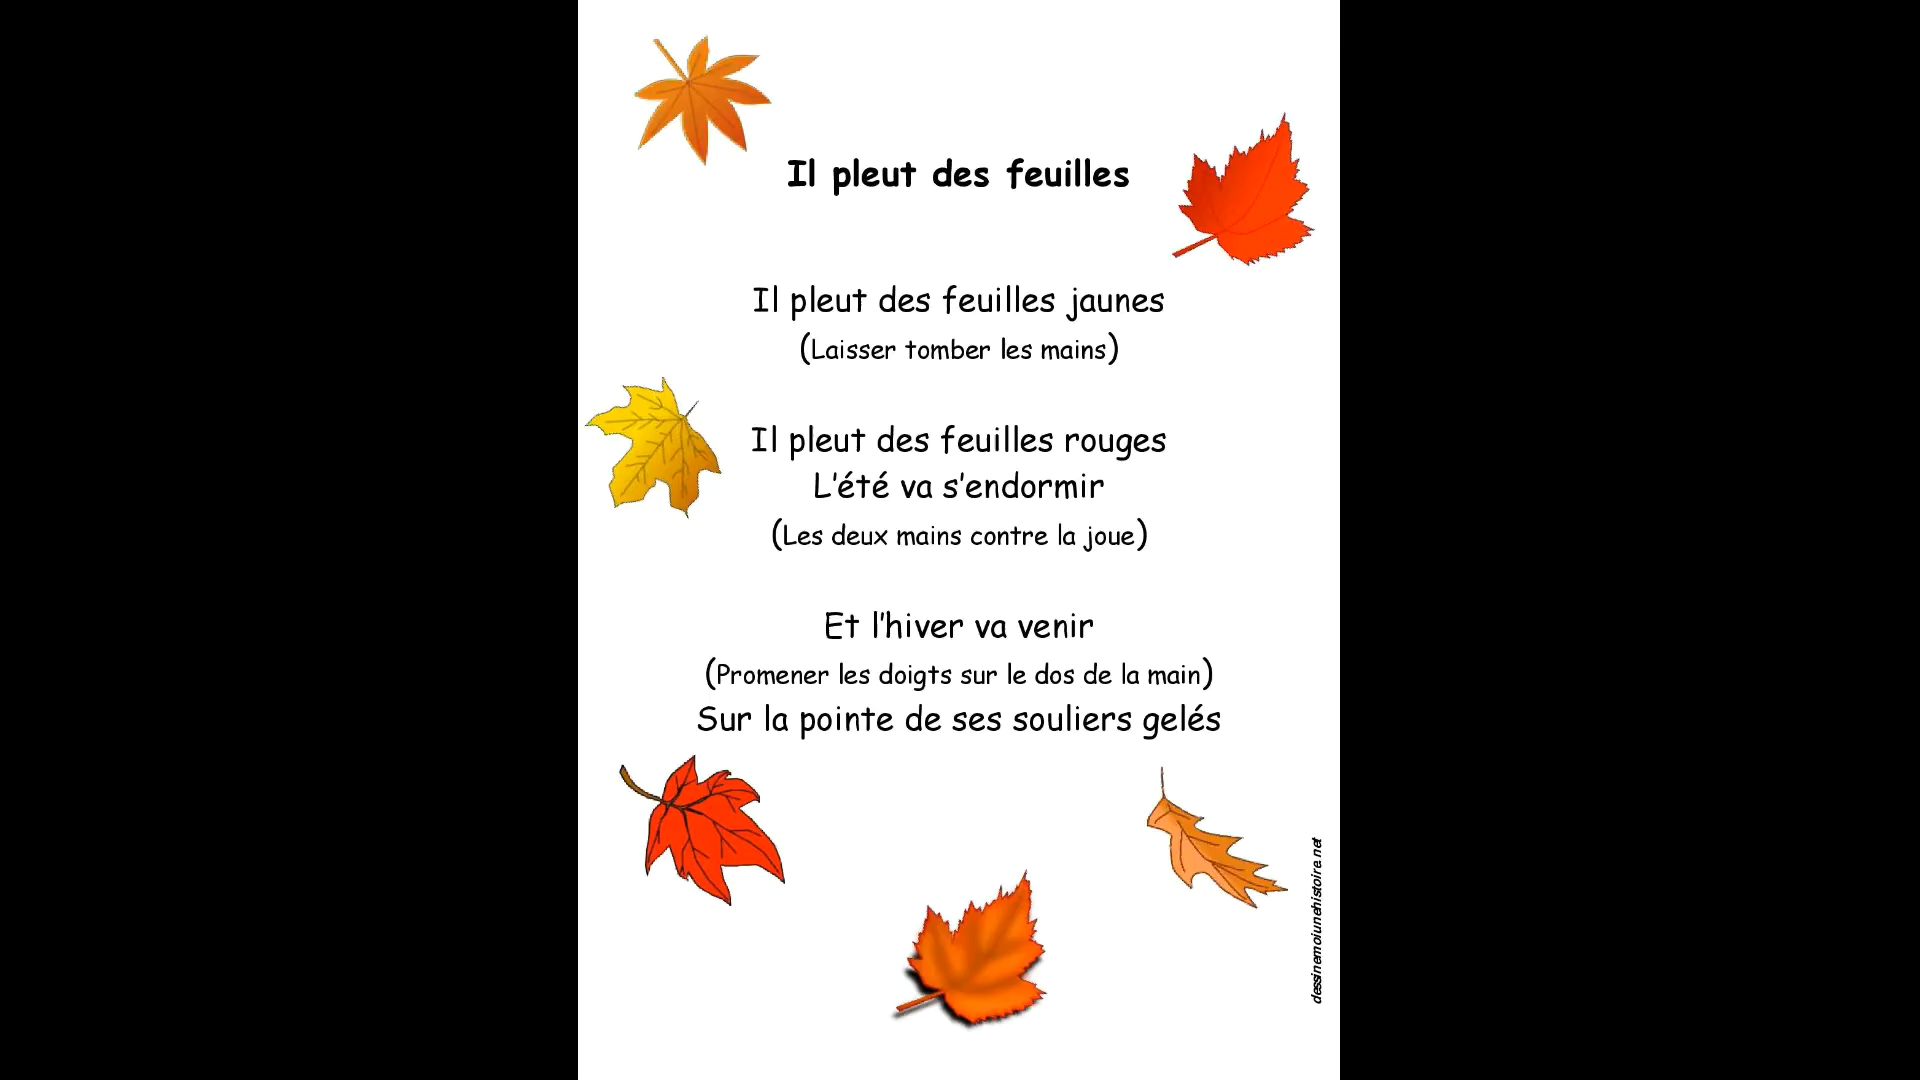 Il pleut des feuilles
Il pleut des feuilles jaunes
(Laisser tomber les mains)
Il pleut des feuilles rouges
L'été va s'endormir
(Les deux mains contre la joue)
Et l'hiver va venir
(Promener les doigts sur le dos de la main)
Sur la pointe de ses souliers gelés
dessinemoiunehistoire.net